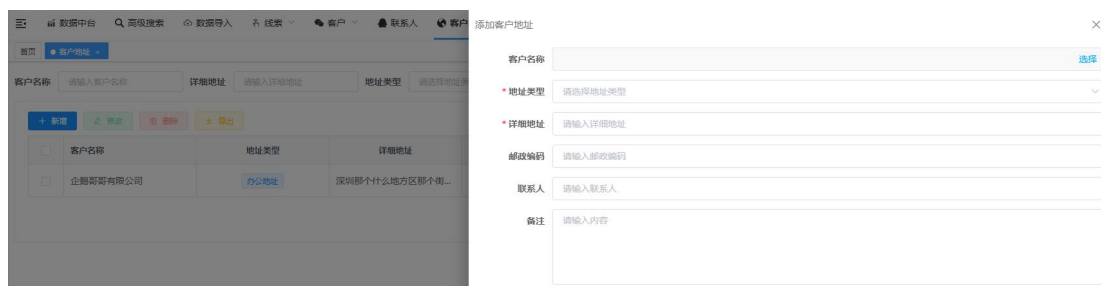 数据中台 高级搜索 数据导入 线索 客户 联系人 客户
首页 客户地址 ×
客户名称 请输入客户名称 详细地址 请输入详细地址 地址类型 请选择地址类
+ 新增 修改 删除 导出
客户名称 地址类型 详细地址
企鹅哥哥有限公司 办公地址 深圳那个什么地方区那个街...
添加客户地址
客户名称 选择
* 地址类型 请选择地址类型
* 详细地址 请输入详细地址
邮政编码 请输入邮政编码
联系人 请输入联系人
备注 请输入内容